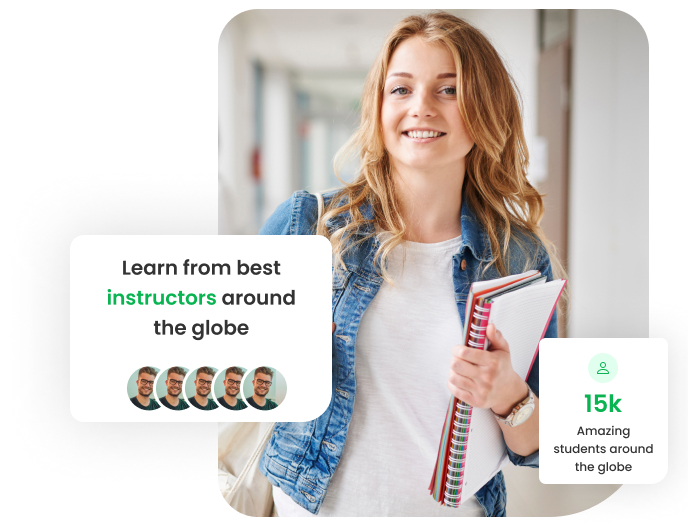 Learn from best
instructors around
the globe
15k
Amazing
students around
the globe